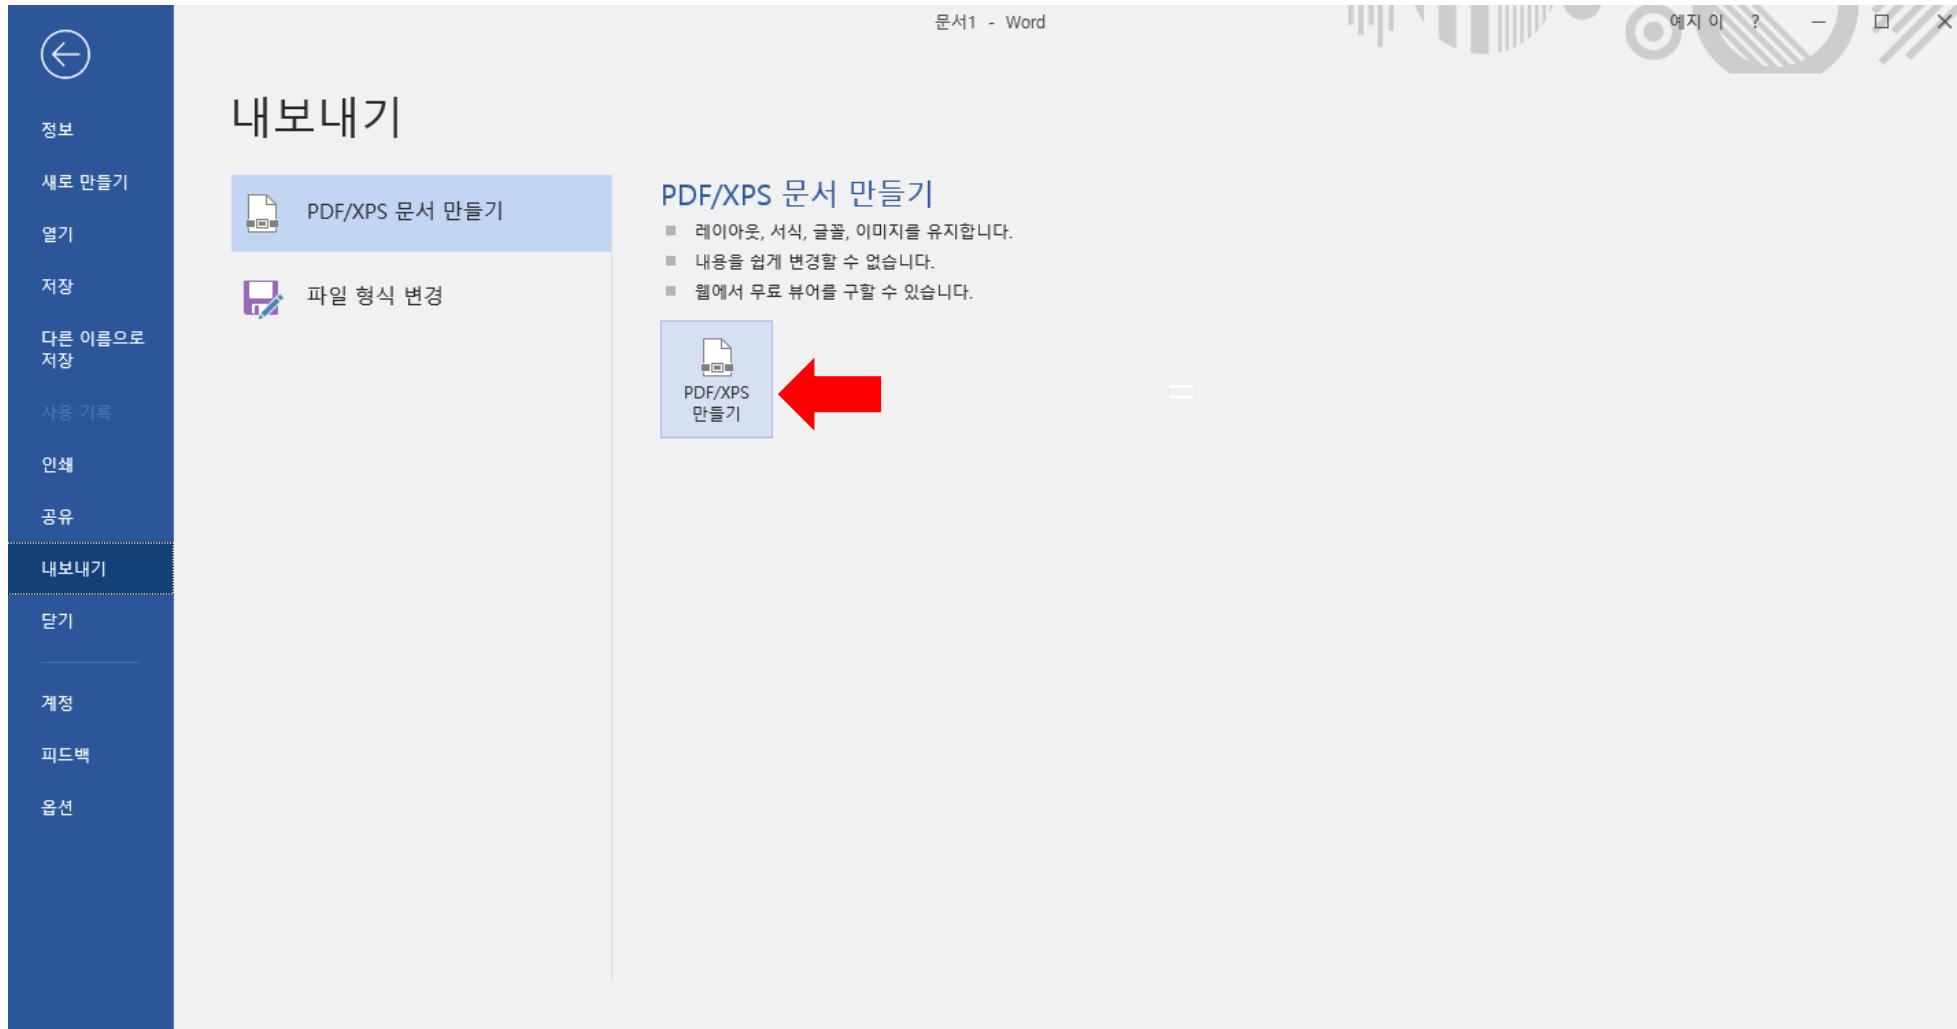 문서1 - Word
예지 이 ?
정보
새로 만들기
열기
저장
다른 이름으로
저장
사용 기록
인쇄
공유
내보내기
닫기
계정
피드백
옵션
내보내기
PDF/XPS 문서 만들기
파일 형식 변경
PDF/XPS 문서 만들기
레이아웃, 서식, 글꼴, 이미지를 유지합니다.
내용을 쉽게 변경할 수 없습니다.
웹에서 무료 뷰어를 구할 수 있습니다.
PDF/XPS
만들기
=